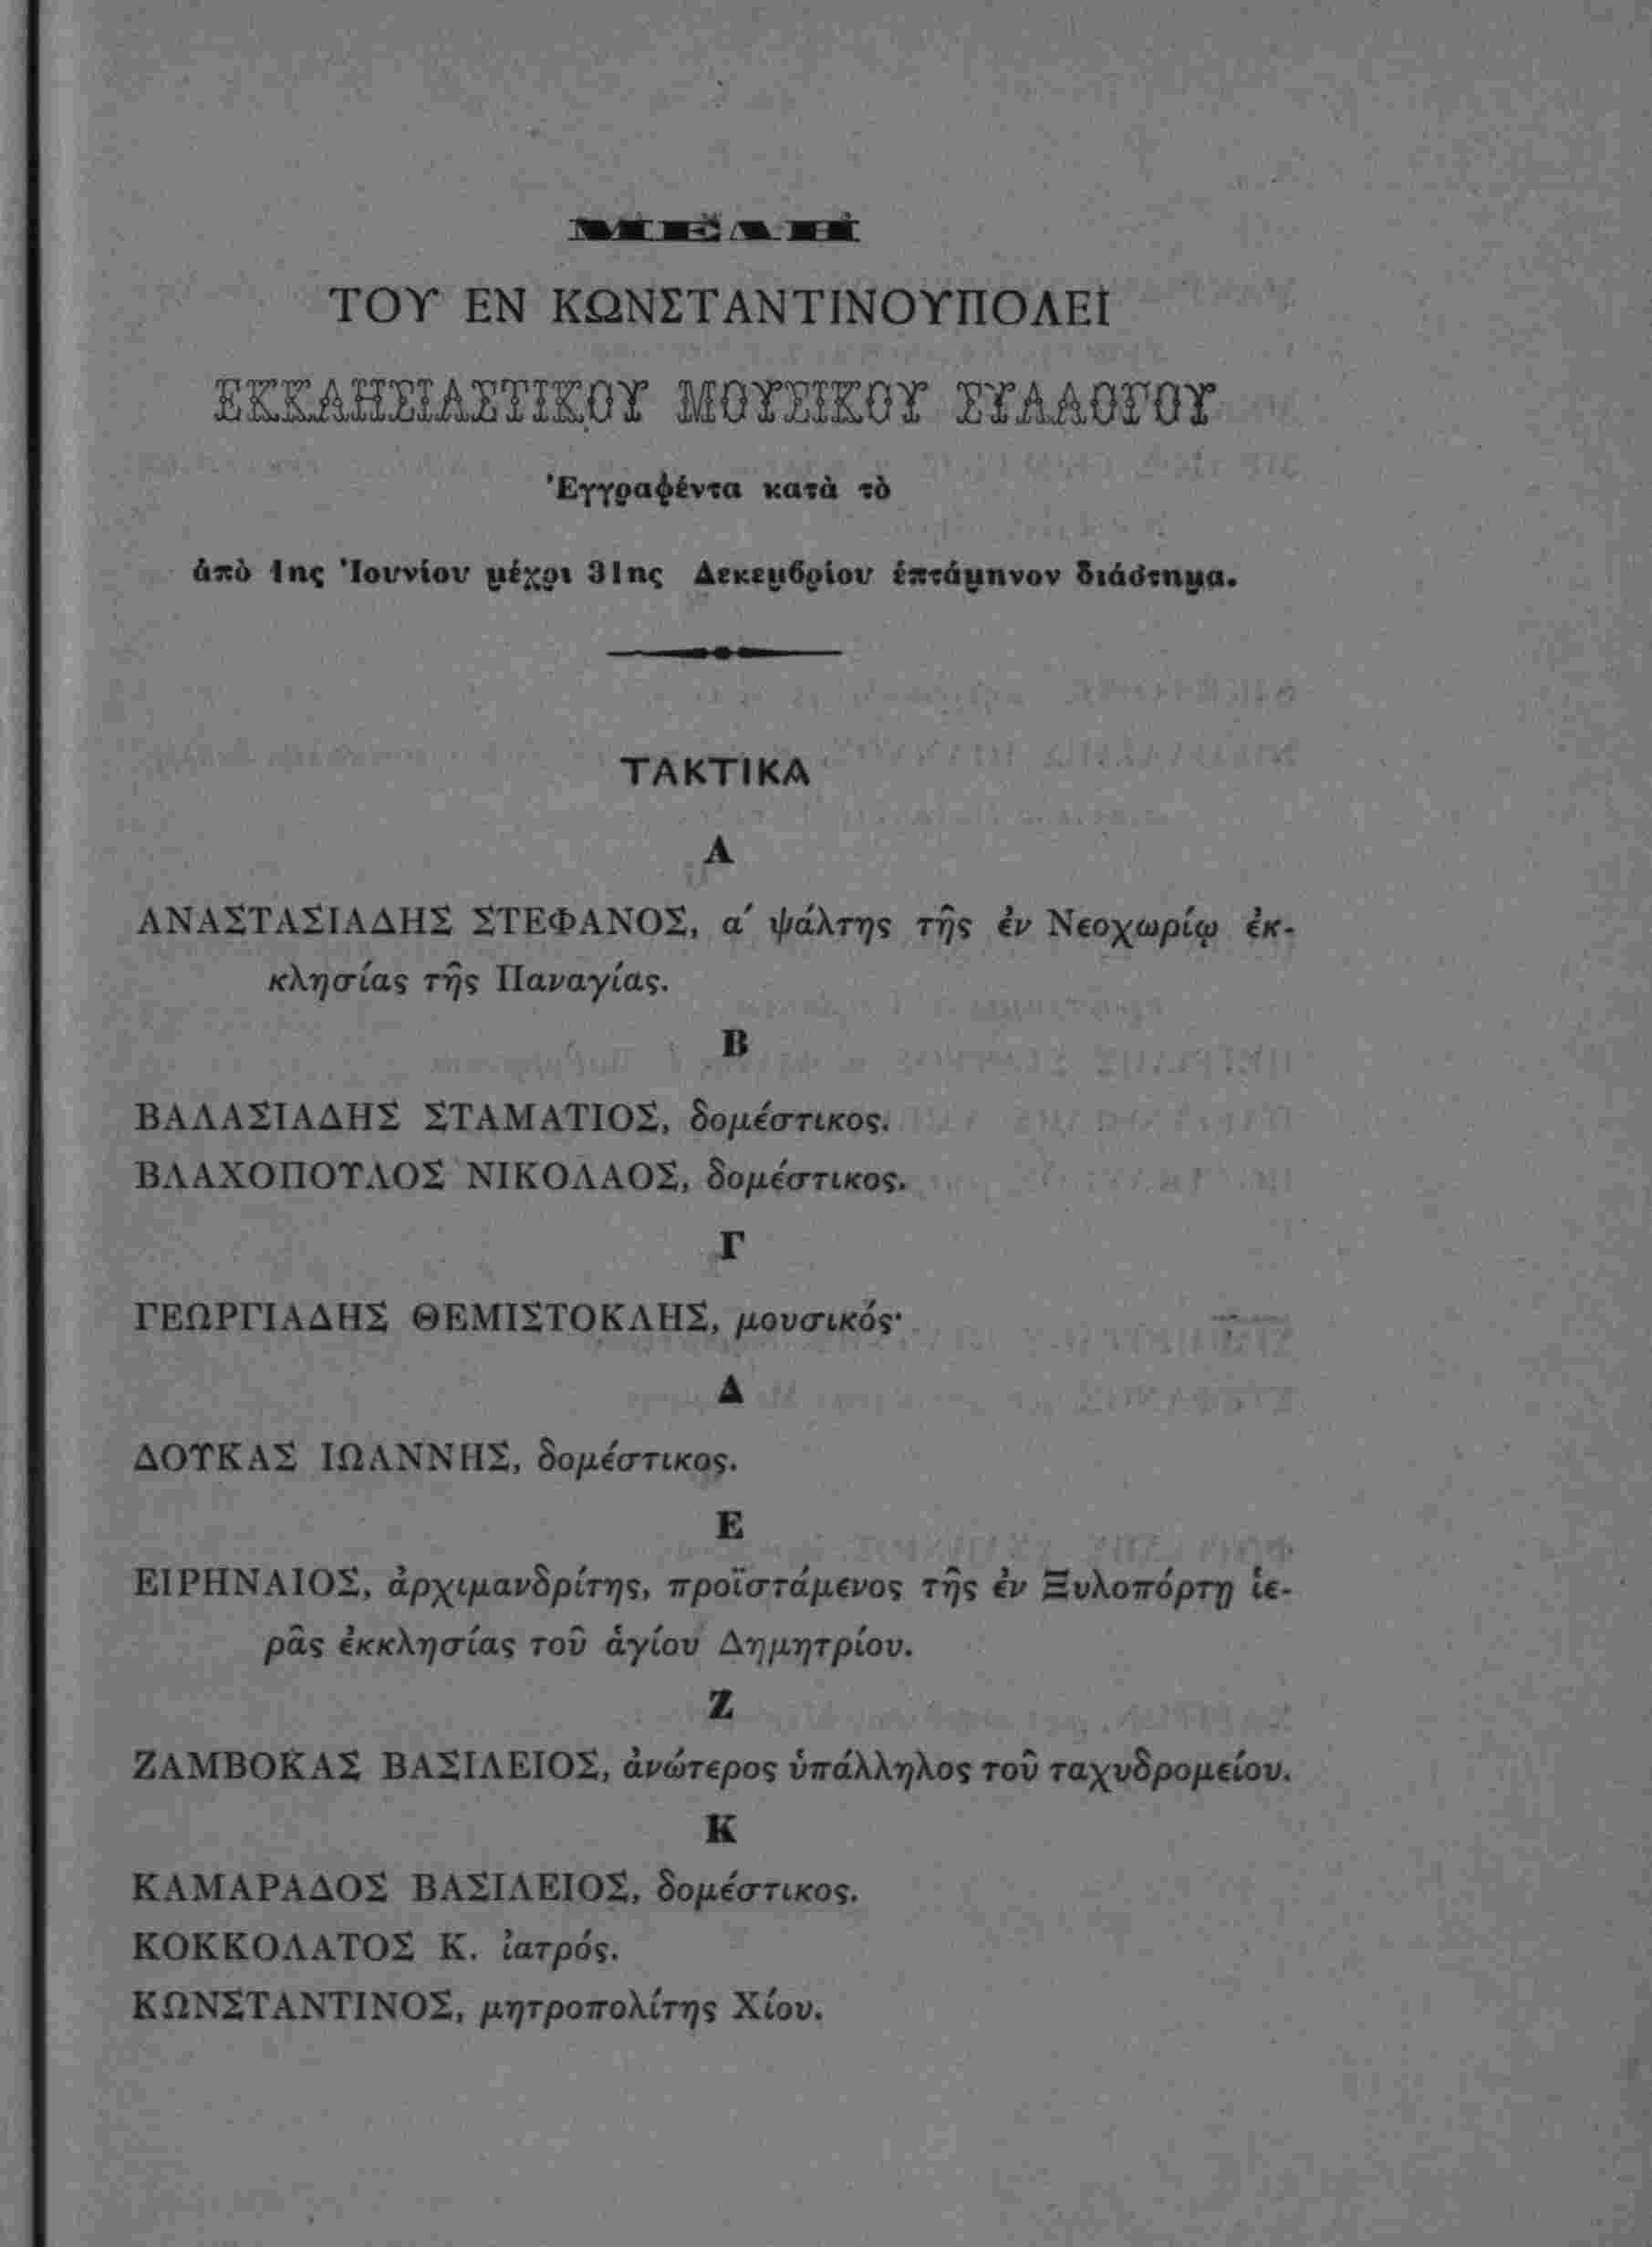 ΜΕΛΗ
ΤΟΥ ΕΝ ΚΩΝΣΤΑΝΤΙΝΟΥΠΟΛΕΙ
ΕΚΚΛΗΣΙΑΣΤΙΚΟΥ ΜΟΥΣΙΚΟΥ ΣΥΛΛΟΓΟΥ
Ἐγγραφέντα κατὰ τὸ
ἀπὸ 1ης Ἰουνίου μέχρι 31ης Δεκεμβρίου ἑπτάμηνον διάστημα.
ΤΑΚΤΙΚΑ
Α
ΑΝΑΣΤΑΣΙΑΔΗΣ ΣΤΕΦΑΝΟΣ, α΄ ψάλτης τῆς ἐν Νεοχωρίῳ ἐκ-
κλησίας τῆς Παναγίας.
Β
ΒΑΛΑΣΙΑΔΗΣ ΣΤΑΜΑΤΙΟΣ, δομέστικος.
ΒΛΑΧΟΠΟΥΛΟΣ ΝΙΚΟΛΑΟΣ, δομέστικος.
Γ
ΓΕΩΡΓΙΑΔΗΣ ΘΕΜΙΣΤΟΚΛΗΣ, μουσικός·
Δ
ΔΟΥΚΑΣ ΙΩΑΝΝΗΣ, δομέστικος.
Ε
ΕΙΡΗΝΑΙΟΣ, ἀρχιμανδρίτης, προϊστάμενος τῆς ἐν Ξυλοπόρτῃ ἱε-
ρᾶς ἐκκλησίας τοῦ ἁγίου Δημητρίου.
Ζ
ΖΑΜΒΟΚΑΣ ΒΑΣΙΛΕΙΟΣ, ἀνώτερος ὑπάλληλος τοῦ ταχυδρομείου.
Κ
ΚΑΜΑΡΑΔΟΣ ΒΑΣΙΛΕΙΟΣ, δομέστικος.
ΚΟΚΚΟΛΑΤΟΣ Κ. ἰατρός.
ΚΩΝΣΤΑΝΤΙΝΟΣ, μητροπολίτης Χίου.